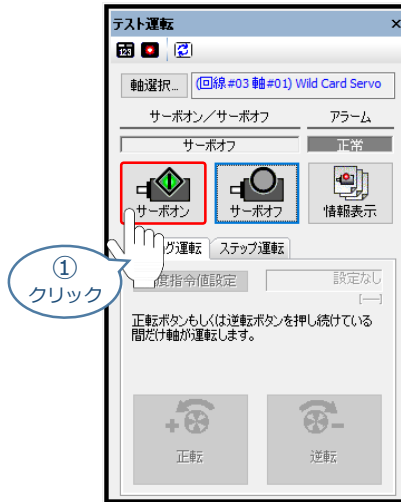 テスト運転
123
軸選択...
(回線#03 軸#01) Wild Card Servo
サーボオン／サーボオフ
アラーム
サーボオフ
正常
サーボオン
サーボオフ
情報表示
グ運転
ステップ運転
度指令値設定
設定なし
[---]
正転ボタンもしくは逆転ボタンを押し続けている
間だけ軸が運転します。
正転
逆転
①
クリック